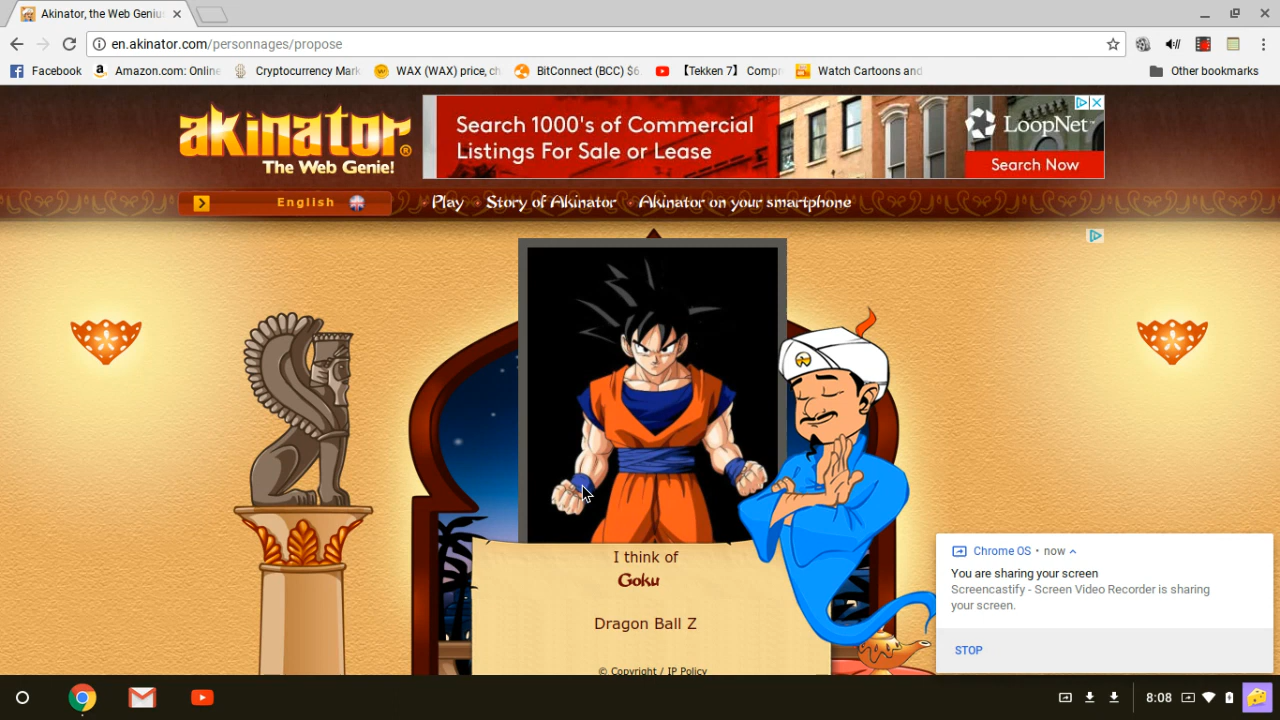 Akinator, the Web Geniu
en.akinator.com/personnages/propose
Facebook
Amazon.com: Online
Cryptocurrency Mark
WAX (WAX) price, ch
BitConnect (BCC) $6
【Tekken 7】 Comp
Watch Cartoons and
Other bookmarks
akinator®
The Web Genie!
Search 1000's of Commercial
Listings For Sale or Lease
LoopNet™
Search Now
English
Play
Story of Akinator
Akinator on your smartphone
I think of
Goku
Dragon Ball Z
© Copyright / IP Policy
Chrome OS • now
You are sharing your screen
Screencastify - Screen Video Recorder is sharing
your screen.
STOP
8:08